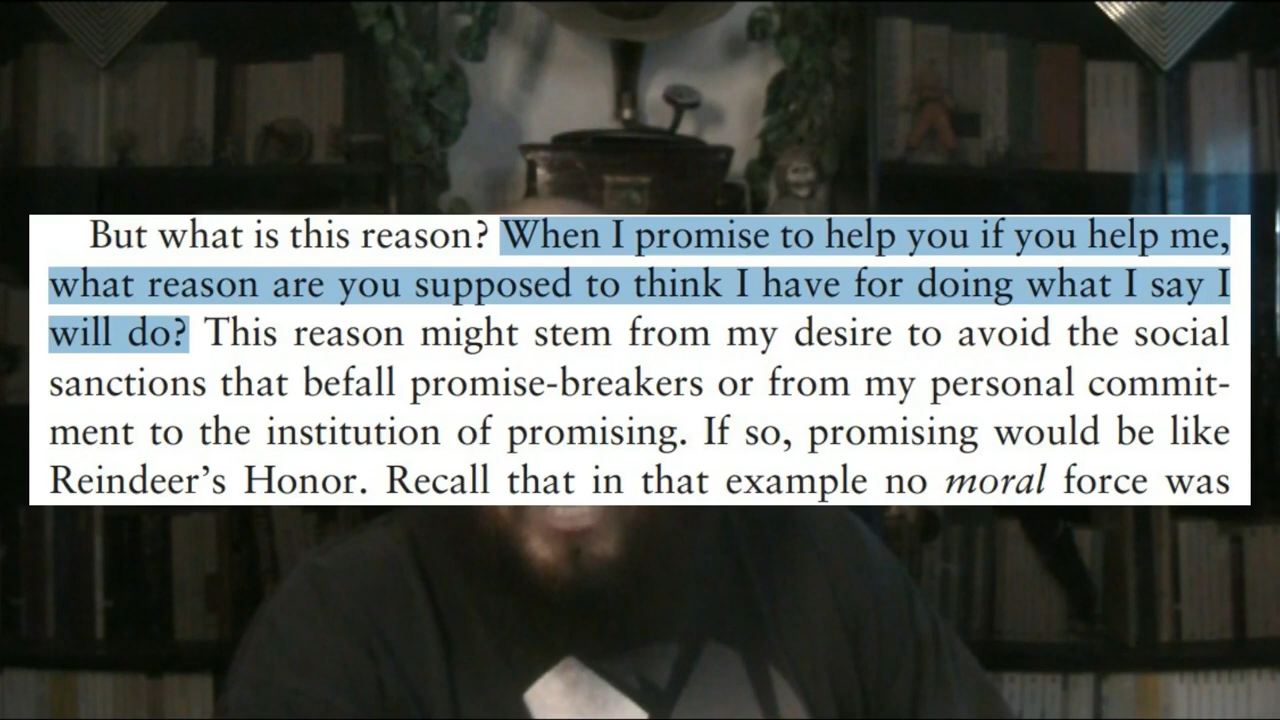 But what is this reason? When I promise to help you if you help me,
what reason are you supposed to think I have for doing what I say I
will do? This reason might stem from my desire to avoid the social
sanctions that befall promise-breakers or from my personal commit-
ment to the institution of promising. If so, promising would be like
Reindeer’s Honor. Recall that in that example no moral force was